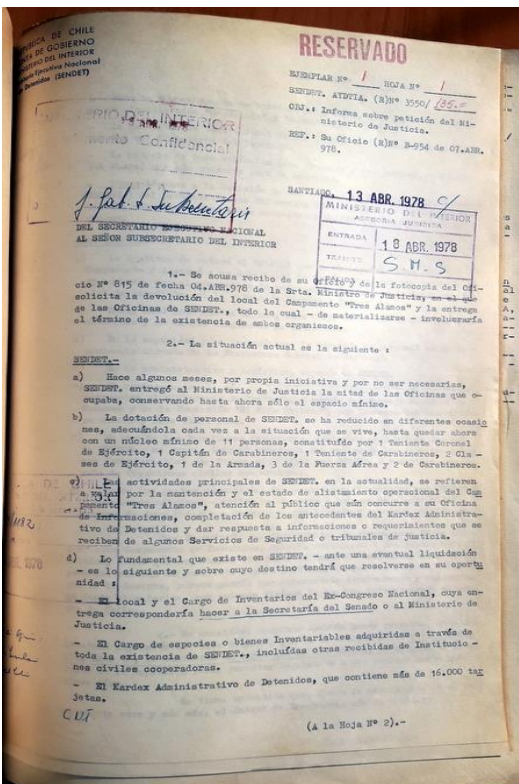 REPUBLICA DE CHILE
JUNTA DE GOBIERNO
MINISTERIO DEL INTERIOR
Ejecutiva Nacional
Detenidos (SENDET)
RESERVADO
EJEMPLAR Nº 1 HOJA Nº 1
SENDET. AYDTIA. (R)Nº 3550/ 135.-
OBJ.: Informa sobre petición del Mi-
nisterio de Justicia.
REF.: Su Oficio (R)Nº B-954 de 07.ABR.
978.
MINISTERIO DEL INTERIOR
Confidencial
SANTIAGO, 13 ABR. 1978
MINISTERIO DEL INTERIOR
ASESORIA JURIDICA
ENTRADA 18 ABR. 1978
TRAMITE S.M.S
DEL SECRETARIO EJECUTIVO NACIONAL
AL SEÑOR SUBSECRETARIO DEL INTERIOR
1.- Se acusa recibo de su oficio y de la fotocopia del Ofi-
cio Nº 815 de fecha 04.ABR.978 de la Srta. Ministro de Justicia, en el que
solicita la devolución del local del Campamento "Tres Alamos" y la entrega
de las Oficinas de SENDET., todo lo cual - de materializarse - involucraría
el término de la existencia de ambos organismos.
2.- La situación actual es la siguiente :
SENDET.-
a) Hace algunos meses, por propia iniciativa y por no ser necesarias,
SENDET. entregó al Ministerio de Justicia la mitad de las Oficinas que o-
cupaba, conservando hasta ahora sólo el espacio mínimo.
b) La dotación de personal de SENDET. se ha reducido en diferentes ocasio
nes, adecuándola cada vez a la situación que se vive, hasta quedar ahora
con un núcleo mínimo de 11 personas, constituído por 1 Teniente Coronel
de Ejército, 1 Capitán de Carabineros, 1 Teniente de Carabineros, 2 Cla -
ses de Ejército, 1 de la Armada, 3 de la Fuerza Aérea y 2 de Carabineros.
c) actividades principales de SENDET. en la actualidad, se refieren
a velar por la mantención y el estado de alistamiento operacional del Cam
pamento "Tres Alamos", atención al público que aún concurre a su Oficina
de Informaciones, completación de los antecedentes del Kardex Administra-
tivo de Detenidos y dar respuesta a informaciones o requerimientos que se
reciben de algunos Servicios de Seguridad o tribunales de justicia.
d) Lo fundamental que existe en SENDET. - ante una eventual liquidación
- es lo siguiente y sobre cuyo destino tendrá que resolverse en su oportu
nidad :
- El local y el Cargo de Inventarios del Ex-Congreso Nacional, cuya en-
trega correspondería hacer a la Secretaría del Senado o al Ministerio de
Justicia.
- El Cargo de especies o bienes Inventariables adquiridas a través de
toda la existencia de SENDET., incluídas otras recibidas de Institucio -
nes civiles cooperadoras.
- El Kardex Administrativo de Detenidos, que contiene más de 16.000 tar
jetas.
(A la Hoja Nº 2).-